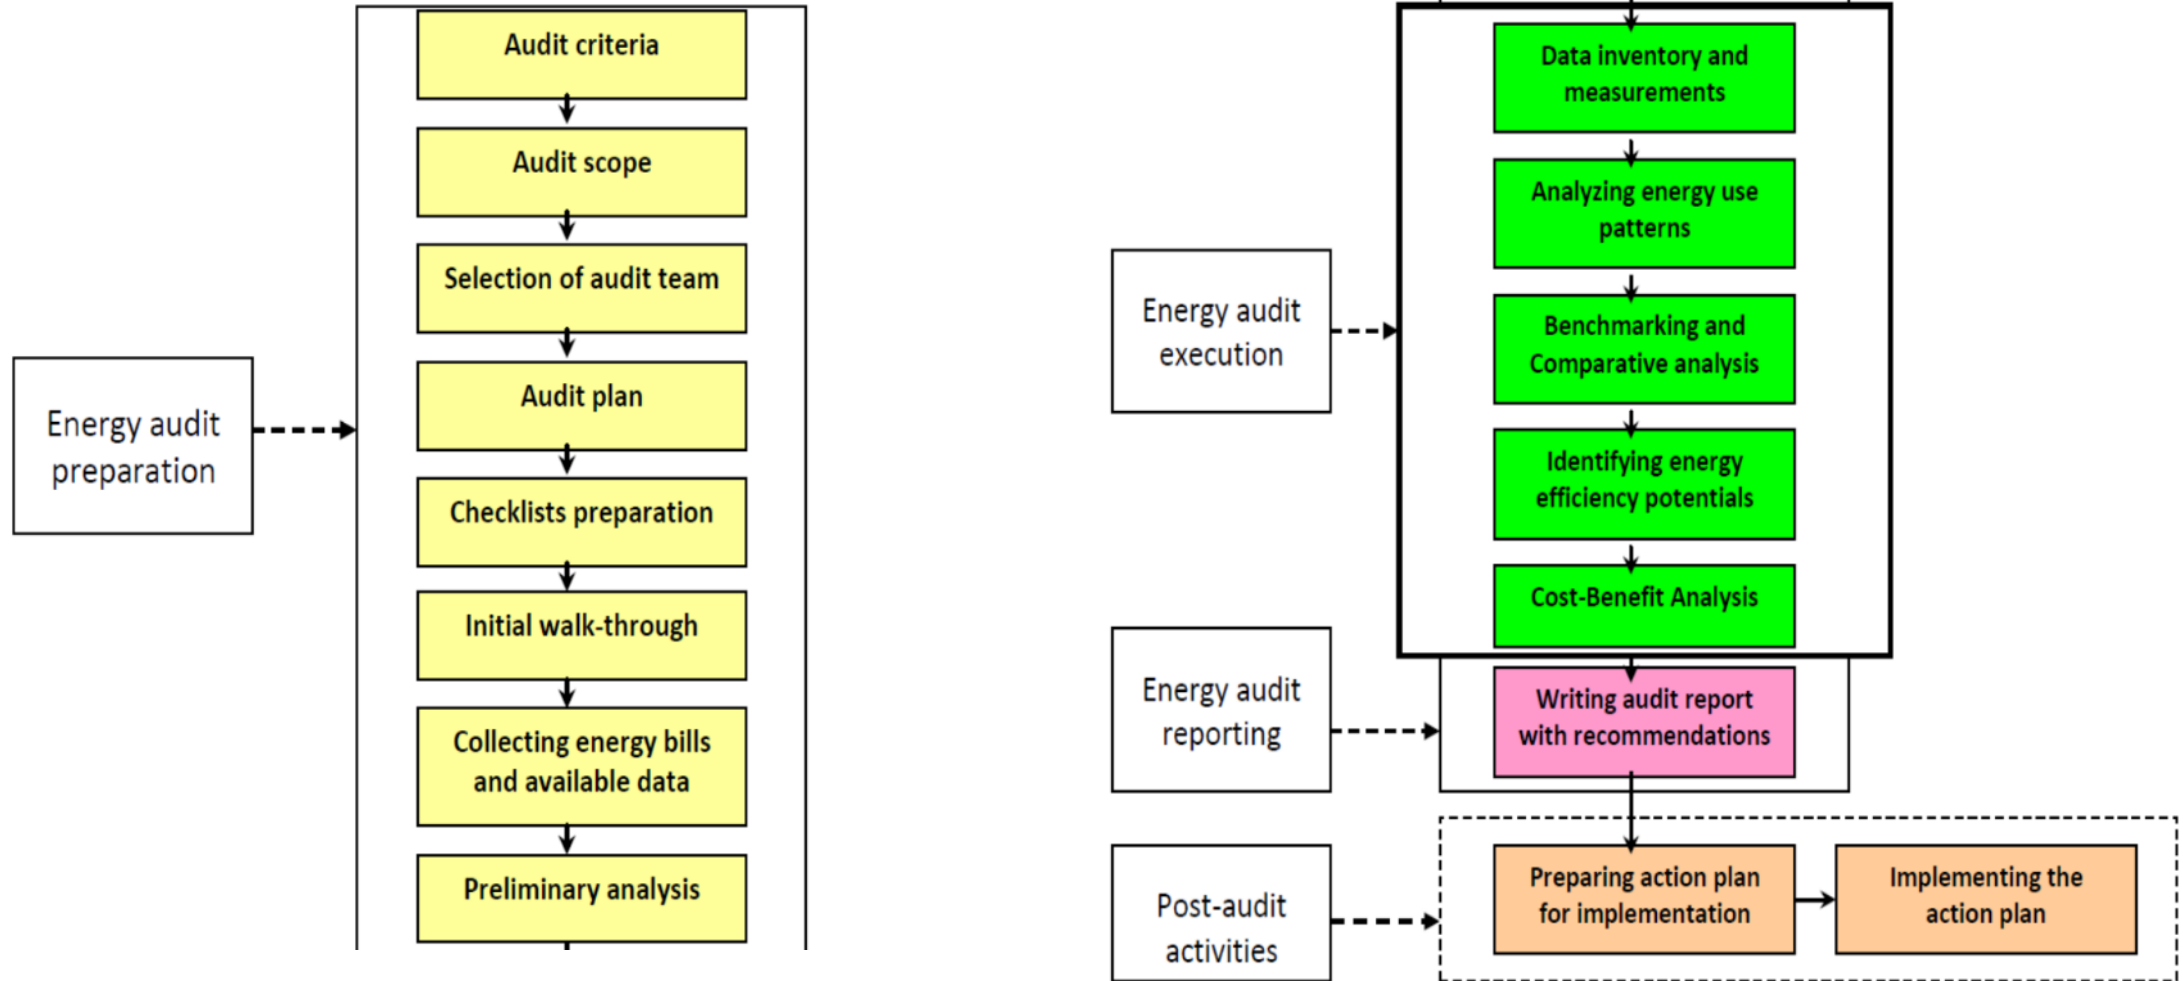 Energy audit
preparation
Audit criteria
Audit scope
Selection of audit team
Audit plan
Checklists preparation
Initial walk-through
Collecting energy bills
and available data
Preliminary analysis
Energy audit
execution
Data inventory and
measurements
Analyzing energy use
patterns
Benchmarking and
Comparative analysis
Identifying energy
efficiency potentials
Cost-Benefit Analysis
Energy audit
reporting
Writing audit report
with recommendations
Post-audit
activities
Preparing action plan
for implementation
Implementing the
action plan